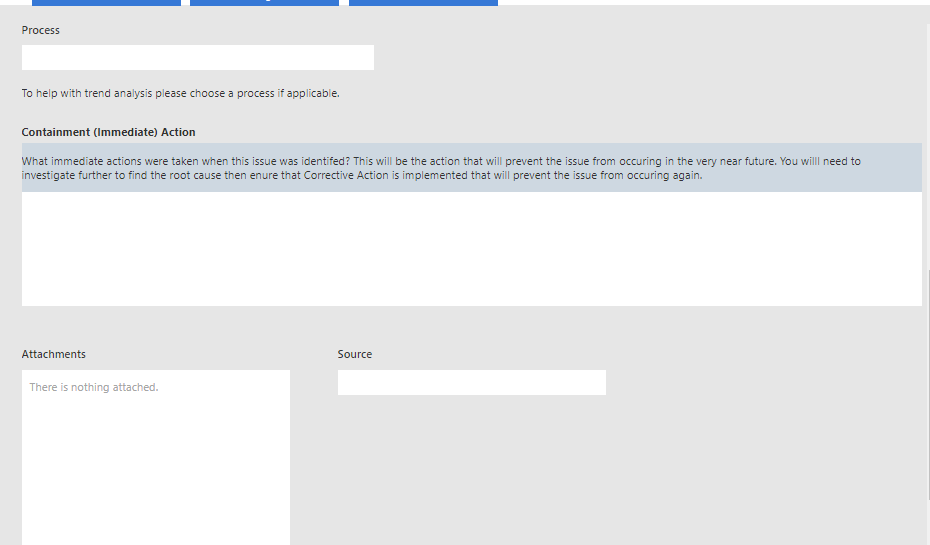 Process
To help with trend analysis please choose a process if applicable.
Containment (Immediate) Action
What immediate actions were taken when this issue was identifed? This will be the action that will prevent the issue from occuring in the very near future. You willl need to
investigate further to find the root cause then enure that Corrective Action is implemented that will prevent the issue from occuring again.
Attachments
Source
There is nothing attached.